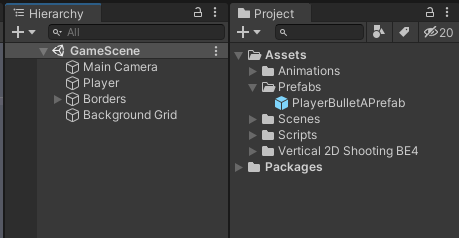 Hierarchy
All
GameScene
Main Camera
Player
Borders
Background Grid
Project
20
Assets
Animations
Prefabs
PlayerBulletAPrefab
Scenes
Scripts
Vertical 2D Shooting BE4
Packages